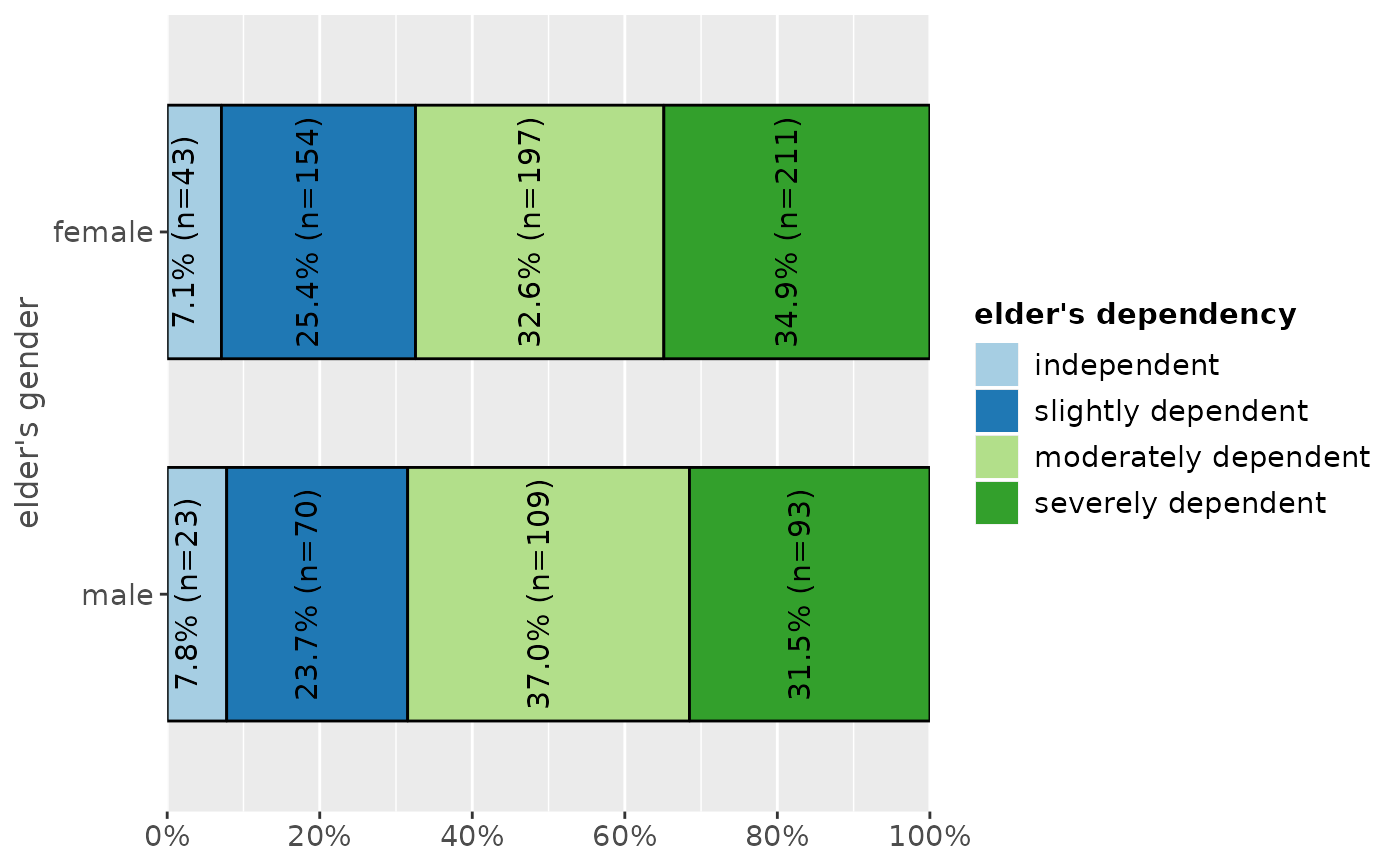 elder's gender
female
7.1% (n=43)
25.4% (n=154)
32.6% (n=197)
34.9% (n=211)
male
7.8% (n=23)
23.7% (n=70)
37.0% (n=109)
31.5% (n=93)
0% 20% 40% 60% 80% 100%
elder's dependency
independent
slightly dependent
moderately dependent
severely dependent